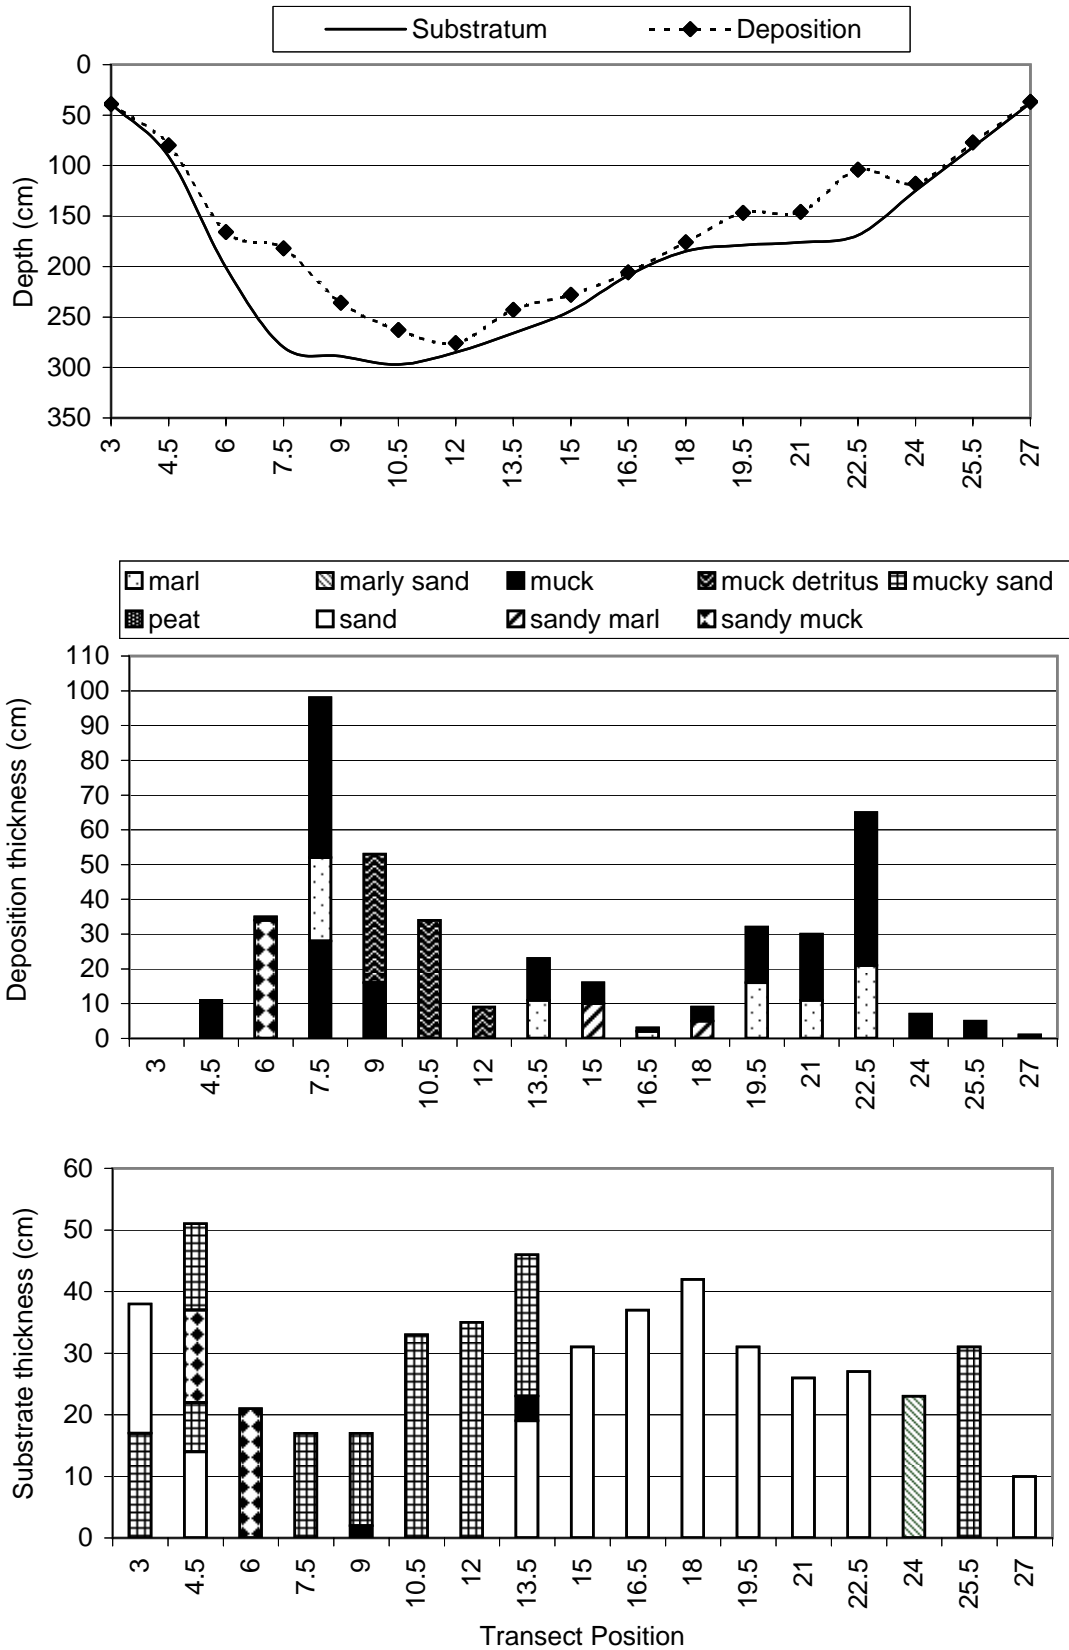 Substratum Deposition
0
50
100
150
200
250
300
350
Depth (cm)
3 4.5 6 7.5 9 10.5 12 13.5 15 16.5 18 19.5 21 22.5 24 25.5 27
marl marly sand muck muck detritus mucky sand
peat sand sandy marl sandy muck
110
100
90
80
70
60
50
40
30
20
10
0
Deposition thickness (cm)
3 4.5 6 7.5 9 10.5 12 13.5 15 16.5 18 19.5 21 22.5 24 25.5 27
60
50
40
30
20
10
0
Substrate thickness (cm)
3 4.5 6 7.5 9 10.5 12 13.5 15 16.5 18 19.5 21 22.5 24 25.5 27
Transect Position